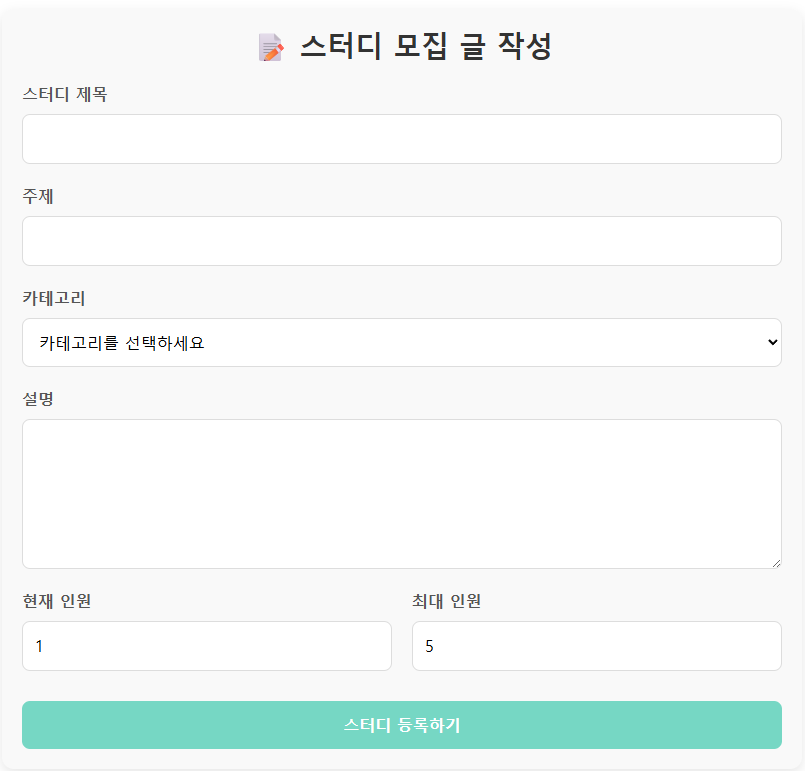 📝 스터디 모집 글 작성
스터디 제목
주제
카테고리
카테고리를 선택하세요
설명
현재 인원 최대 인원
1 5
스터디 등록하기